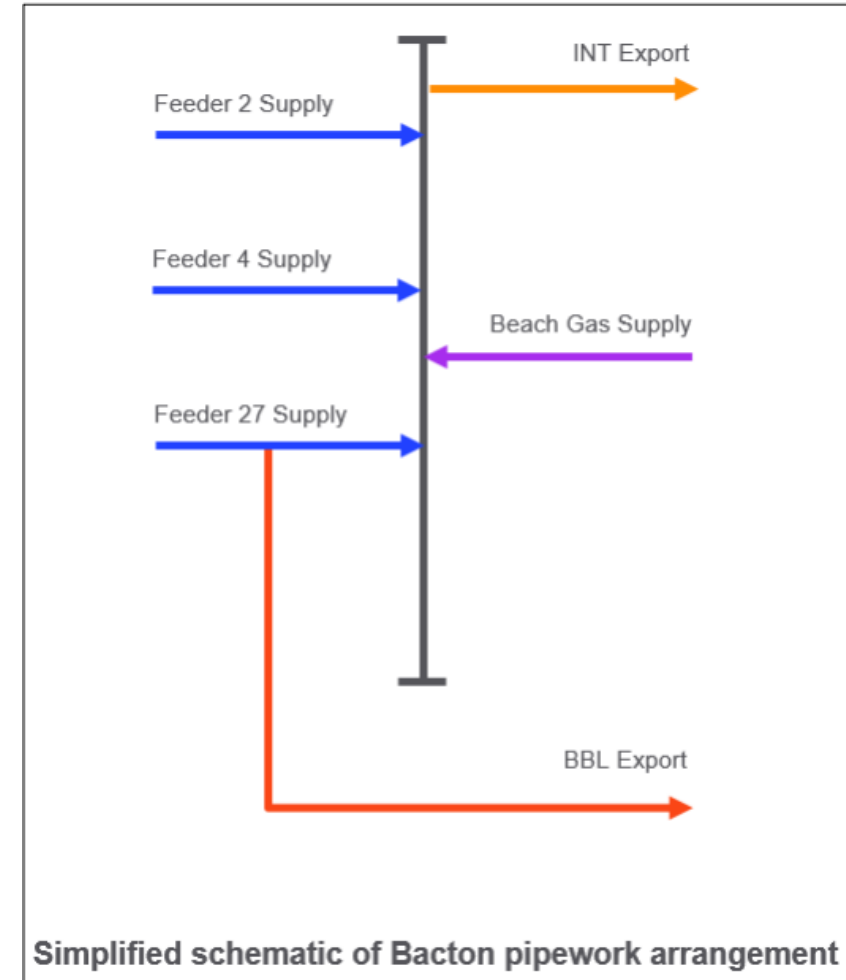 INT Export
Feeder 2 Supply
Feeder 4 Supply
Beach Gas Supply
Feeder 27 Supply
BBL Export
Simplified schematic of Bacton pipework arrangement